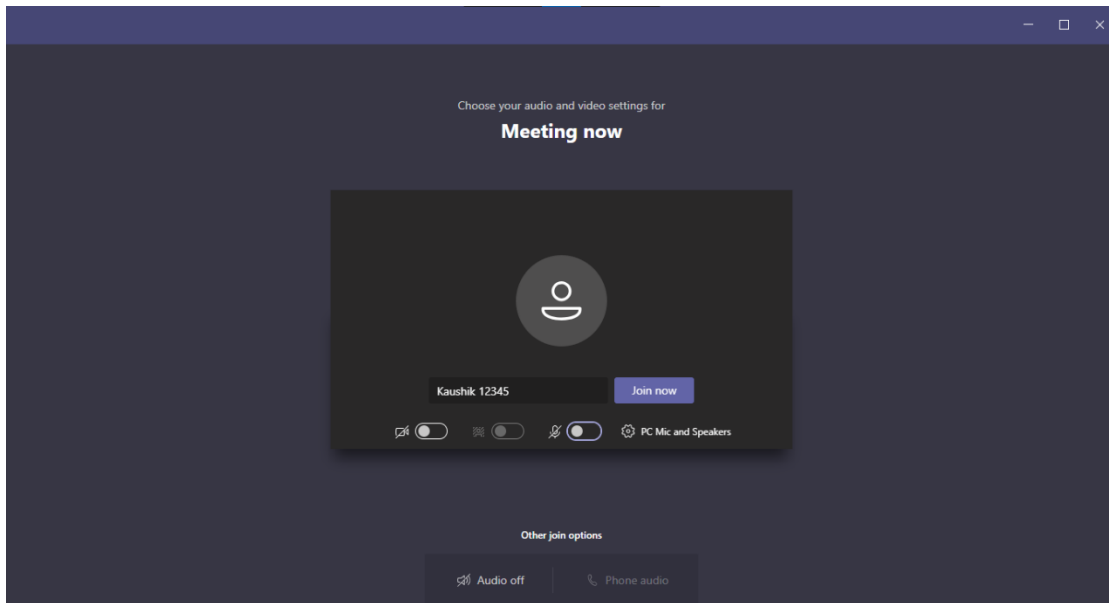 Choose your audio and video settings for
Meeting now
Kaushik 12345
Join now
PC Mic and Speakers
Other join options
Audio off
Phone audio